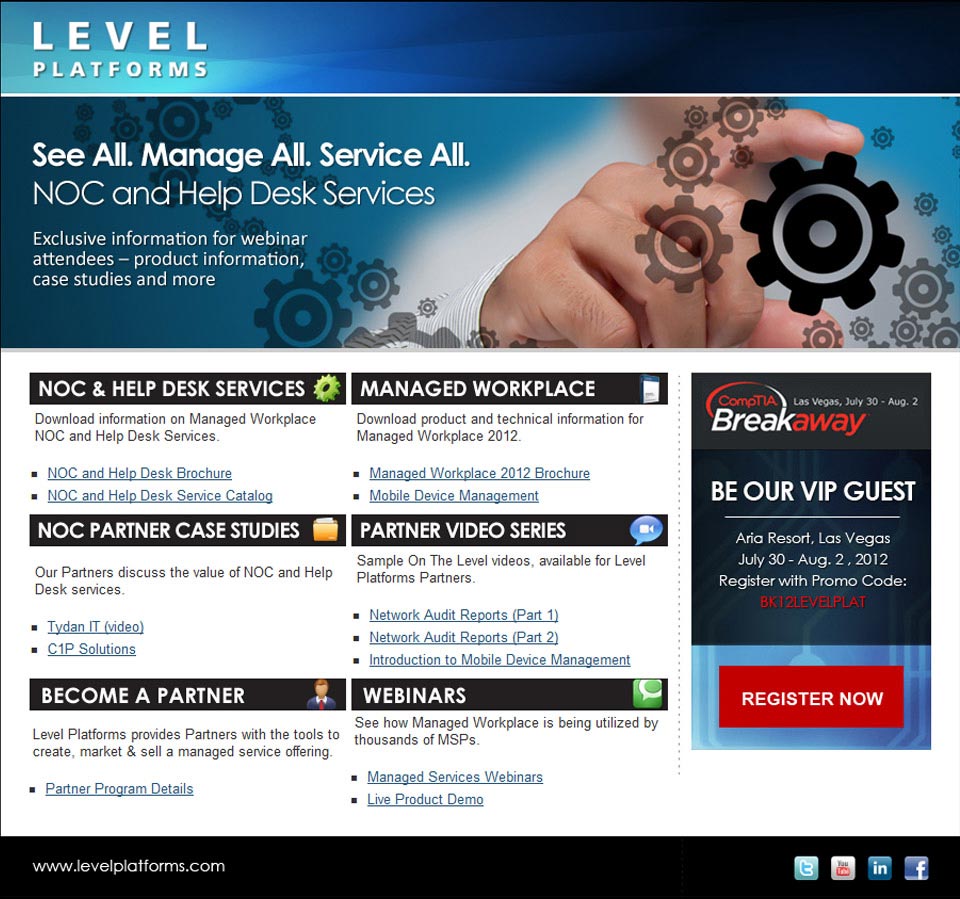 LEVEL
PLATFORMS
See All. Manage All. Service All.
NOC and Help Desk Services
Exclusive information for webinar
attendees – product information,
case studies and more
NOC & HELP DESK SERVICES
Download information on Managed Workplace
NOC and Help Desk Services.
NOC and Help Desk Brochure
NOC and Help Desk Service Catalog
MANAGED WORKPLACE
Download product and technical information for
Managed Workplace 2012.
Managed Workplace 2012 Brochure
Mobile Device Management
NOC PARTNER CASE STUDIES
Our Partners discuss the value of NOC and Help
Desk services.
Tydan IT (video)
C1P Solutions
PARTNER VIDEO SERIES
Sample On The Level videos, available for Level
Platforms Partners.
Network Audit Reports (Part 1)
Network Audit Reports (Part 2)
Introduction to Mobile Device Management
BECOME A PARTNER
Level Platforms provides Partners with the tools to
create, market & sell a managed service offering.
Partner Program Details
WEBINARS
See how Managed Workplace is being utilized by
thousands of MSPs.
Managed Services Webinars
Live Product Demo
CompTIA Las Vegas, July 30 - Aug. 2
Breakaway
BE OUR VIP GUEST
Aria Resort, Las Vegas
July 30 - Aug. 2 , 2012
Register with Promo Code:
BK12LEVELPLAT
REGISTER NOW
www.levelplatforms.com
You
Tube
in
f